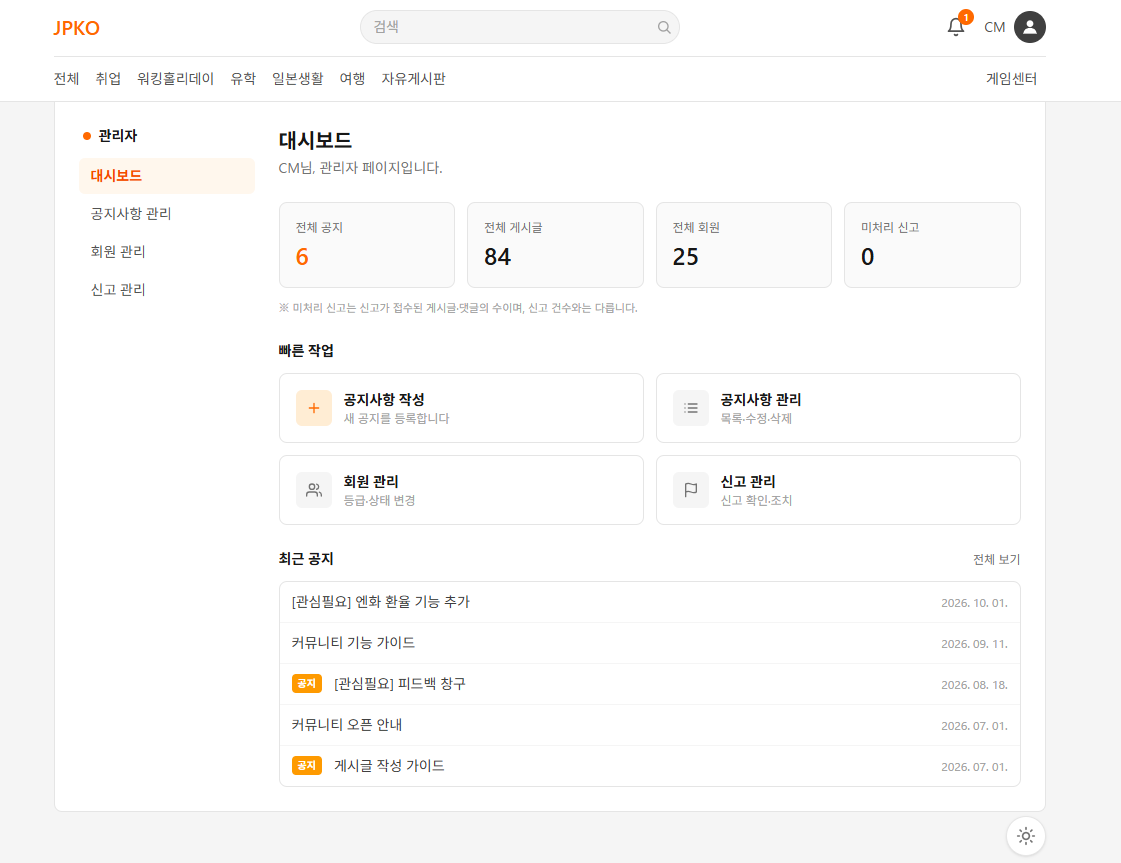 JPKO
검색
1
CM
전체 취업 워킹홀리데이 유학 일본생활 여행 자유게시판 게임센터
관리자
대시보드
공지사항 관리
회원 관리
신고 관리
대시보드
CM님, 관리자 페이지입니다.
전체 공지
6
전체 게시글
84
전체 회원
25
미처리 신고
0
※ 미처리 신고는 신고가 접수된 게시글·댓글의 수이며, 신고 건수와는 다릅니다.
빠른 작업
공지사항 작성
새 공지를 등록합니다
공지사항 관리
목록·수정·삭제
회원 관리
등급·상태 변경
신고 관리
신고 확인·조치
최근 공지 전체 보기
[관심필요] 엔화 환율 기능 추가 2026. 10. 01.
커뮤니티 기능 가이드 2026. 09. 11.
공지 [관심필요] 피드백 창구 2026. 08. 18.
커뮤니티 오픈 안내 2026. 07. 01.
공지 게시글 작성 가이드 2026. 07. 01.